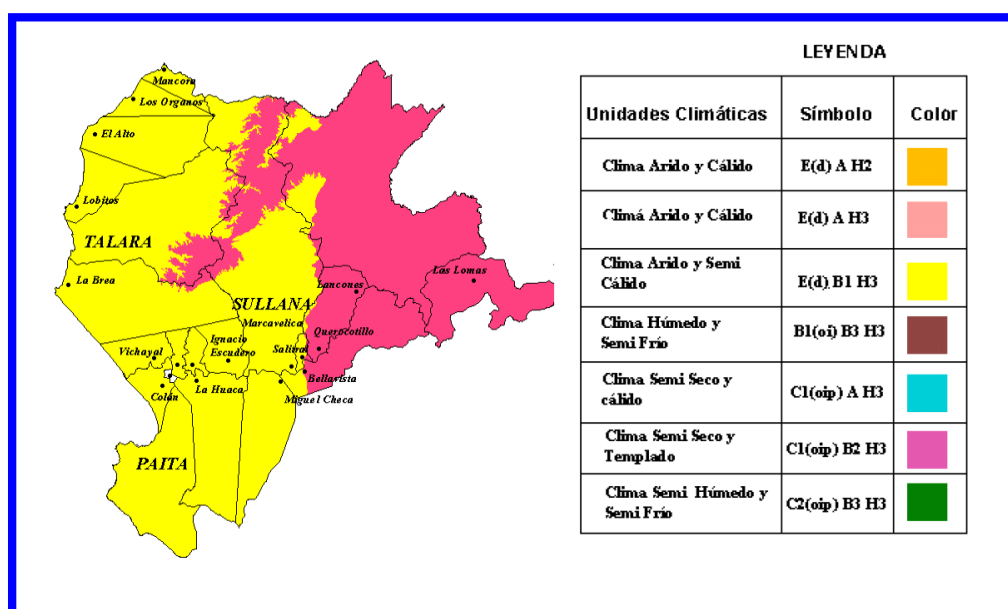 Mancora
Los Organos
El Alto
Lobitos
TALARA
La Brea
Lancones
Las Lomas
SULLANA
Marcavelica
Querocotillo
Ignacio
Escudero
Vichayal
Salitral
Bellavista
Colán
La Huaca
Miguel Checa
PAITA
LEYENDA
Unidades Climáticas Símbolo Color
Clima Arido y Cálido E(d) A H2
Climá Arido y Cálido E(d) A H3
Clima Arido y Semi
Cálido E(d). B1 H3
Clima Húmedo y
Semi Frío B1(oi) B3 H3
Clima Semi Seco y
cálido C1(oip) A H3
Clima Semi Seco y
Templado C1(oip) B2 H3
Clima Semi Húmedo y
Semi Frío C2(oip) B3 H3